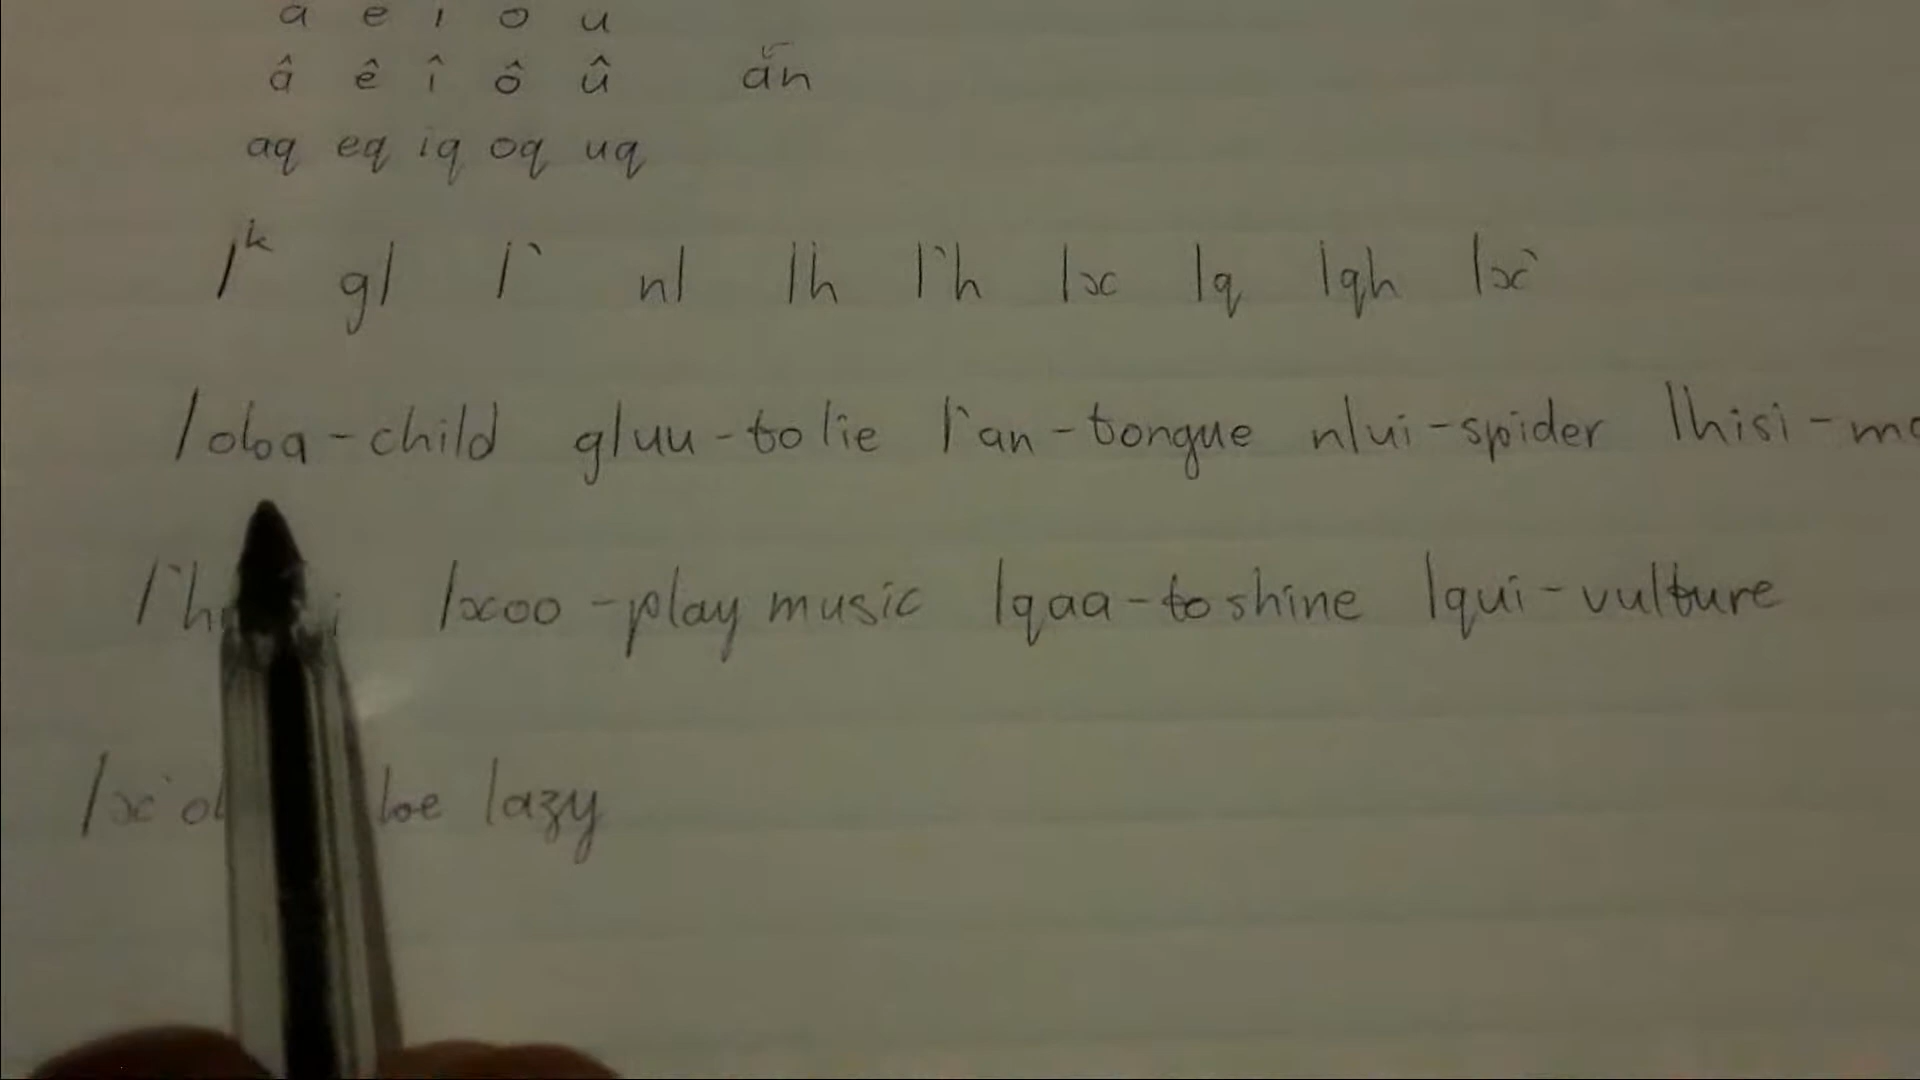 a e i o u
â ê î ô û ấn
aq eq iq oq uq
|ᵏ g| |' n| |h |'h |x |q |qh |x'
|oba - child g|uu - to lie |'an - tongue n|ui - spider |hisi -
|xoo - play music |qaa - to shine |qui - vulture
be lazy